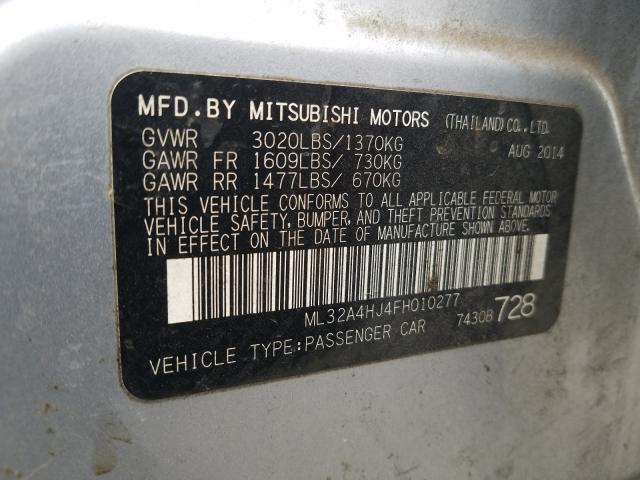 MFD.BY MITSUBISHI MOTORS (THAILAND)CO.,LTD.
GVWR 3020LBS/1370KG AUG 2014
GAWR FR 1609LBS/ 730KG
GAWR RR 1477LBS/ 670KG
THIS VEHICLE CONFORMS TO ALL APPLICABLE FEDERAL MOTOR
VEHICLE SAFETY, BUMPER, AND THEFT PREVENTION STANDARDS
IN EFFECT ON THE DATE OF MANUFACTURE SHOWN ABOVE.
ML32A4HJ4FH010277
VEHICLE TYPE:PASSENGER CAR 74308 728